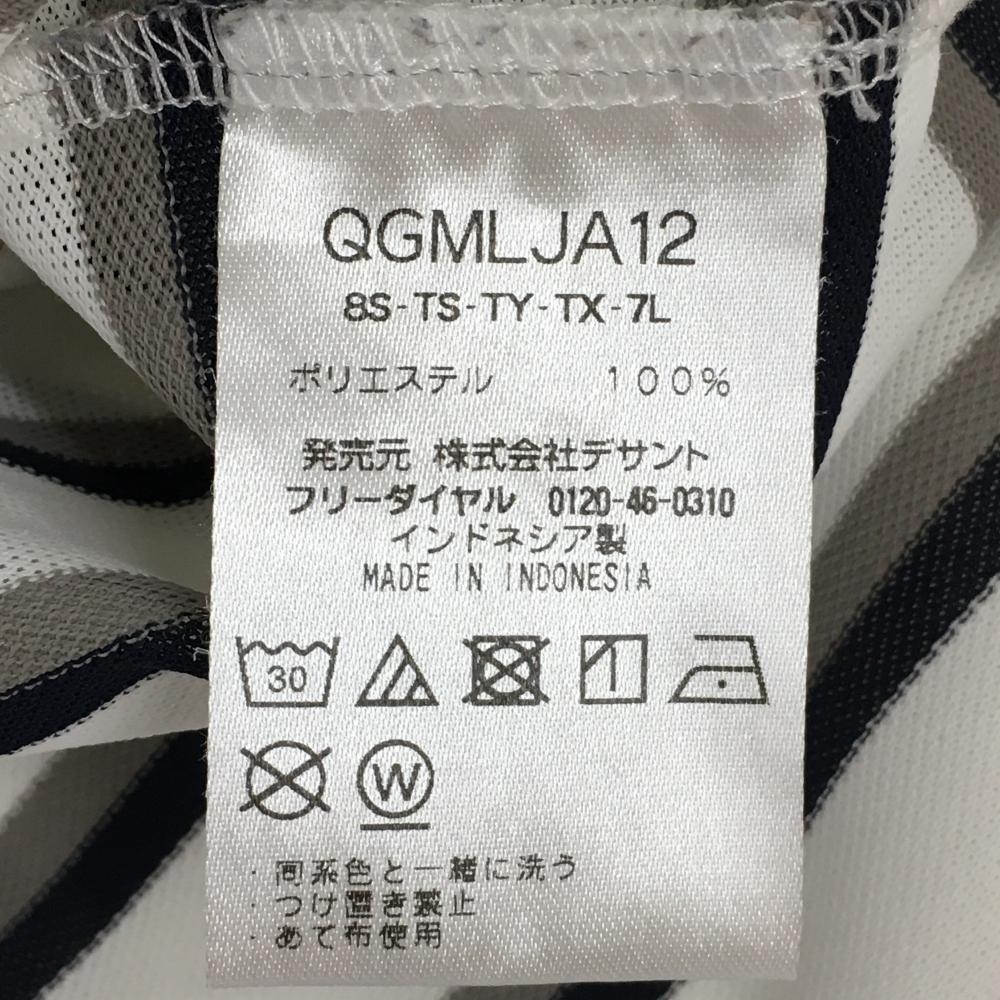 QGMLJA12
8S-TS-TY-TX-7L
ポリエステル 100%
発売元 株式会社デサント
フリーダイヤル 0120-46-0310
インドネシア製
MADE IN INDONESIA
30
W
・同系色と一緒に洗う
・つけ置き禁止
・あて布使用